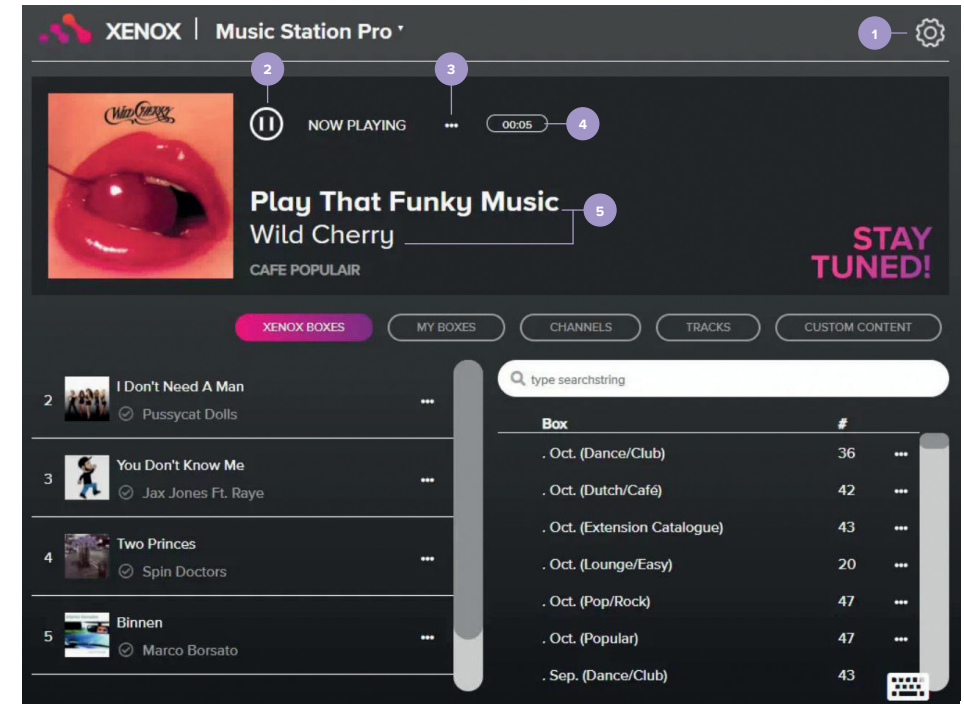 XENOX | Music Station Pro
1
2
3
Wild Cherry
NOW PLAYING
•••
00:05
4
Play That Funky Music
5
Wild Cherry
CAFE POPULAIR
STAY
TUNED!
XENOX BOXES
MY BOXES
CHANNELS
TRACKS
CUSTOM CONTENT
2
I Don't Need A Man
Pussycat Dolls
•••
3
You Don't Know Me
Jax Jones Ft. Raye
•••
4
Two Princes
Spin Doctors
•••
5
Binnen
Marco Borsato
•••
type searchstring
Box #
. Oct. (Dance/Club) 36 •••
. Oct. (Dutch/Café) 42 •••
. Oct. (Extension Catalogue) 43 •••
. Oct. (Lounge/Easy) 20 •••
. Oct. (Pop/Rock) 47 •••
. Oct. (Popular) 47 •••
. Sep. (Dance/Club) 43